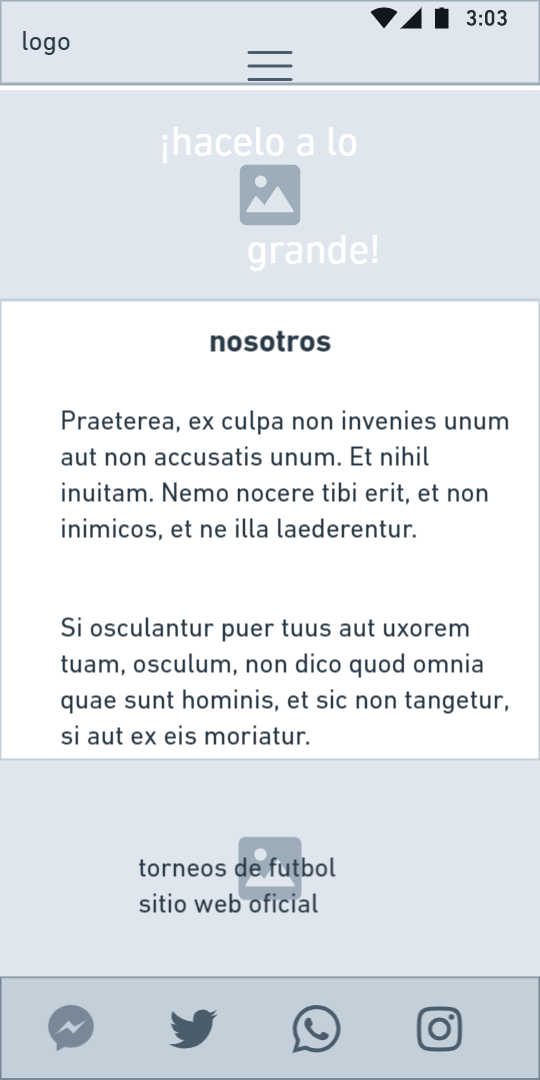 3:03
logo
¡hacelo a lo
grande!
nosotros
Praeterea, ex culpa non invenies unum
aut non accusatis unum. Et nihil
inuitam. Nemo nocere tibi erit, et non
inimicos, et ne illa laederentur.
Si osculantur puer tuus aut uxorem
tuam, osculum, non dico quod omnia
quae sunt hominis, et sic non tangetur,
si aut ex eis moriatur.
torneos de futbol
sitio web oficial